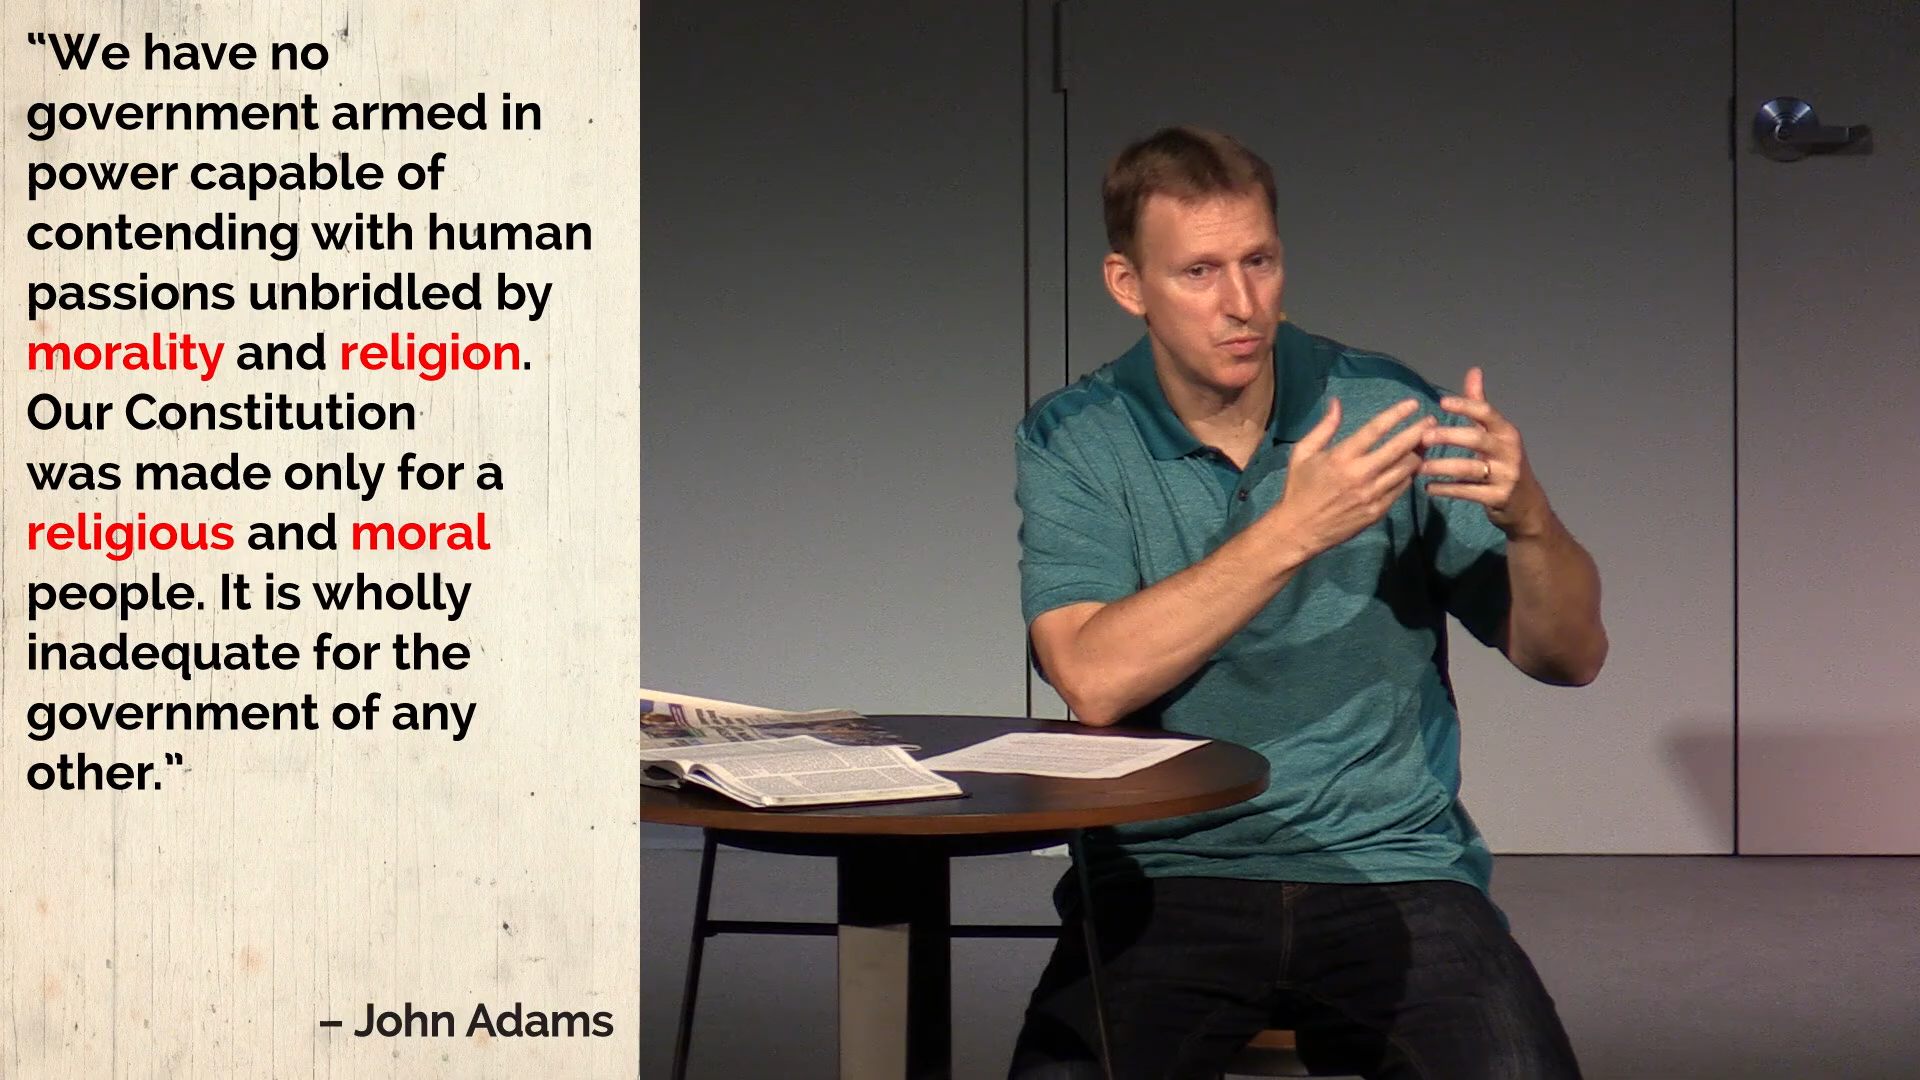 “We have no
government armed in
power capable of
contending with human
passions unbridled by
morality and religion.
Our Constitution
was made only for a
religious and moral
people. It is wholly
inadequate for the
government of any
other.”
– John Adams